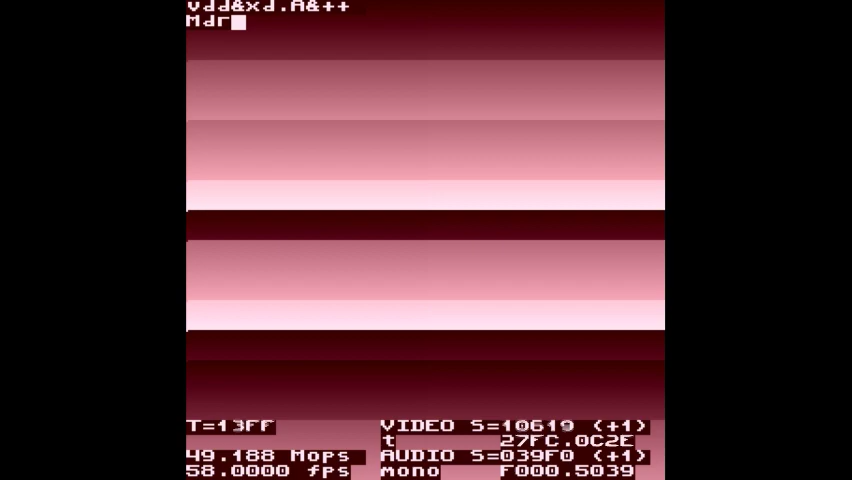 vdd&xd.A&++
Mdr
T=13FF VIDEO S=10619 (+1)
t 27FC.0C2E
49.188 Mops AUDIO S=039F0 (+1)
58.0000 fps mono F000.5039